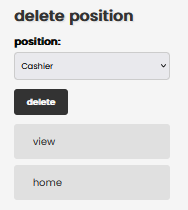 delete position
position:
Cashier
delete
view
home